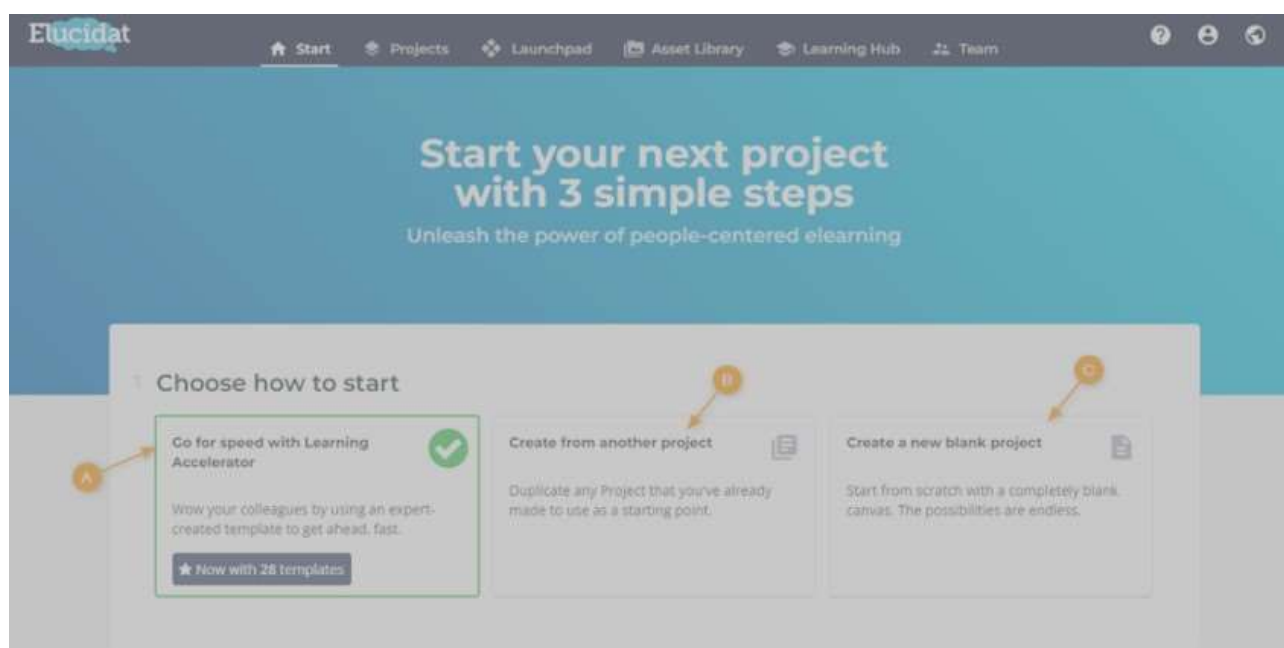 Elucidat
Start Projects Launchpad Asset Library Learning Hub Team
Start your next project
with 3 simple steps
Unleash the power of people-centered elearning
1 Choose how to start
A
B
C
Go for speed with Learning
Accelerator
Wow your colleagues by using an expert-
created template to get ahead, fast.
Now with 28 templates
Create from another project
Duplicate any Project that you've already
made to use as a starting point.
Create a new blank project
Start from scratch with a completely blank
canvas. The possibilities are endless.